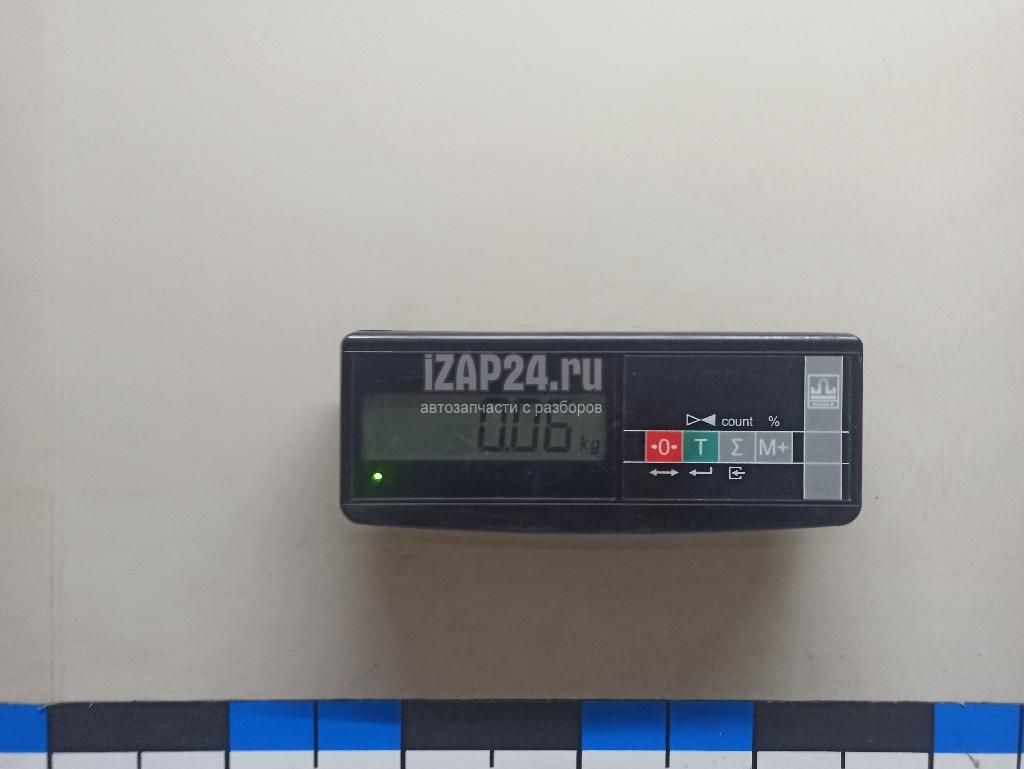 iZAP24.ru
автозапчасти с разборов
0.06 kg
count %
•0• T Σ M+